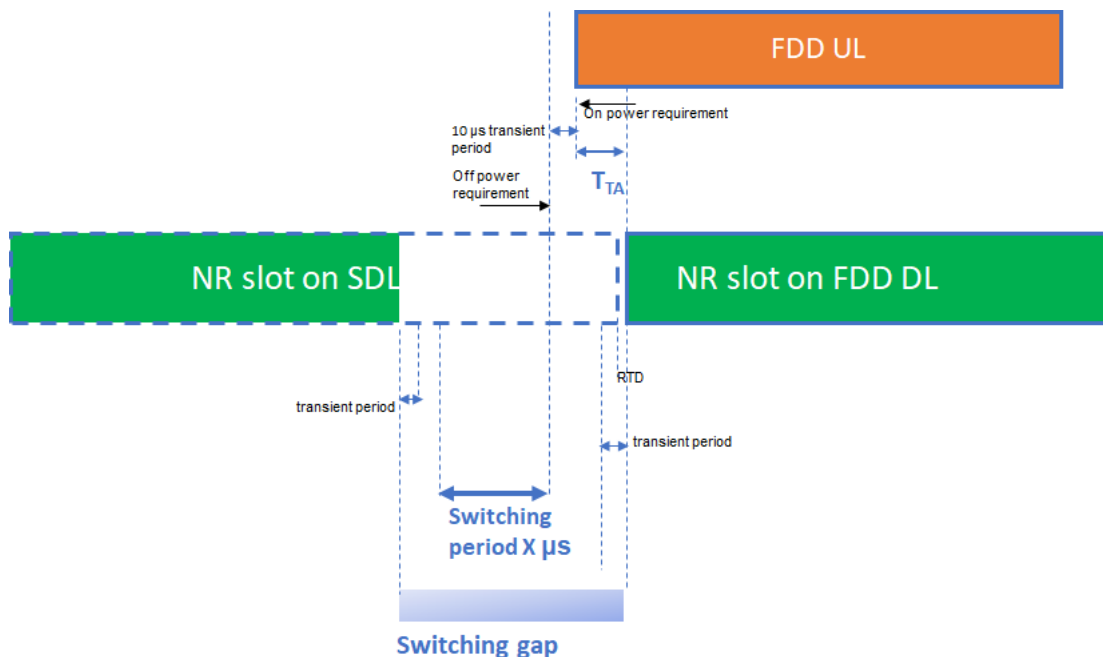 FDD UL
On power requirement
10 µs transient
period
T_TA
Off power
requirement
NR slot on SDL
NR slot on FDD DL
RTD
transient period
transient period
Switching
period X µs
Switching gap